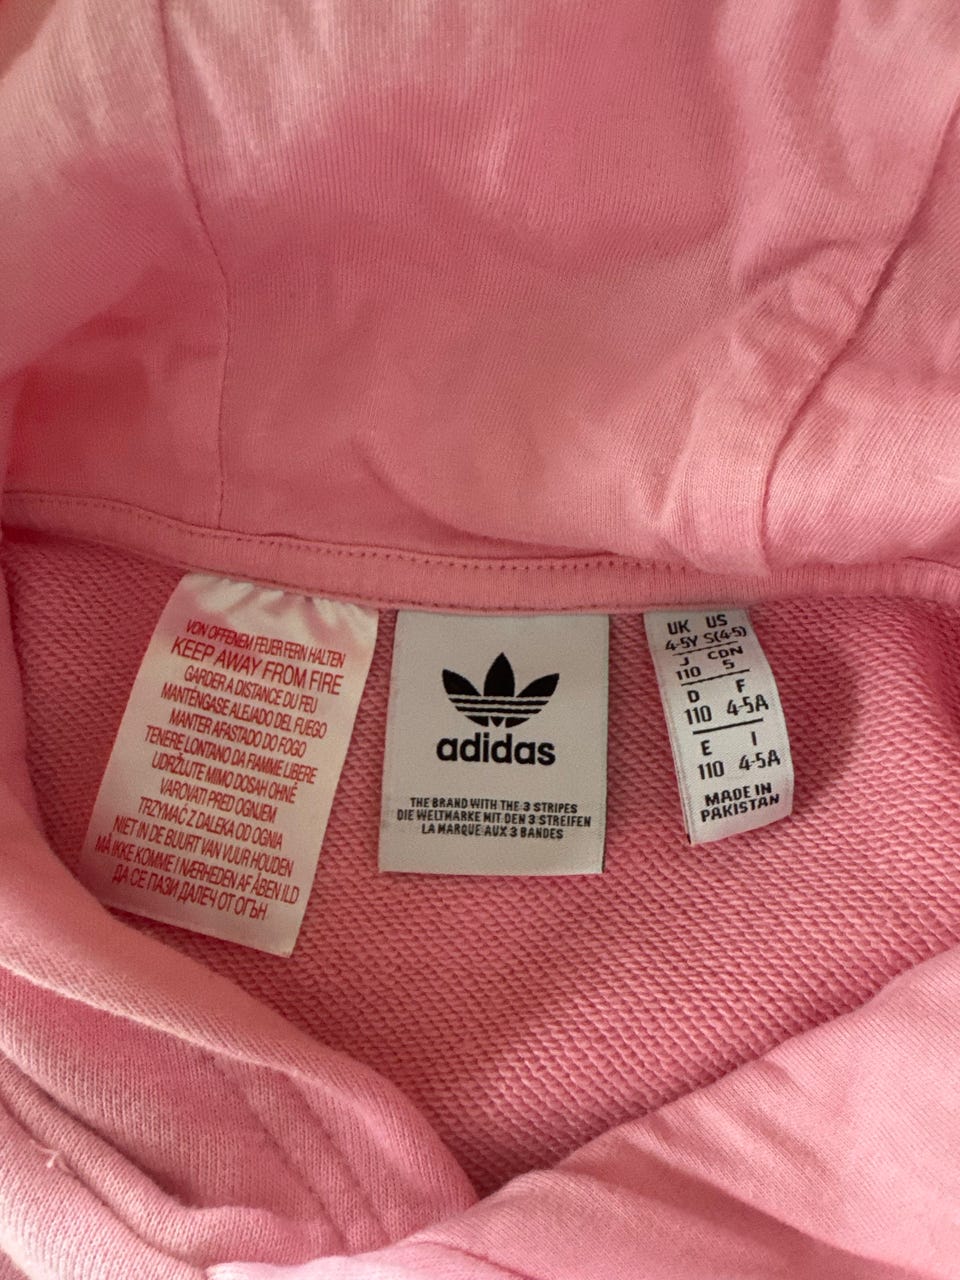 VON OFFENEM FEUER FERN HALTEN
KEEP AWAY FROM FIRE
GARDER A DISTANCE DU FEU
MANTÉNGASE ALEJADO DEL FUEGO
MANTER AFASTADO DO FOGO
TENERE LONTANO DA FIAMME LIBERE
UDRŽUJTE MIMO DOSAH OHNĚ
VAROVATI PRED OGNJEM
TRZYMAĆ Z DALEKA OD OGNIA
NIET IN DE BUURT VAN VUUR HOUDEN
MÅ IKKE KOMME I NÆRHEDEN AF ÅBEN ILD
ДА СЕ ПАЗИ ДАЛЕЧ ОТ ОГЪН
adidas
THE BRAND WITH THE 3 STRIPES
DIE WELTMARKE MIT DEN 3 STREIFEN
LA MARQUE AUX 3 BANDES
UK US
4-5Y S(4-5)
J CDN
110 5
D F
110 4-5A
E I
110 4-5A
MADE IN
PAKISTAN